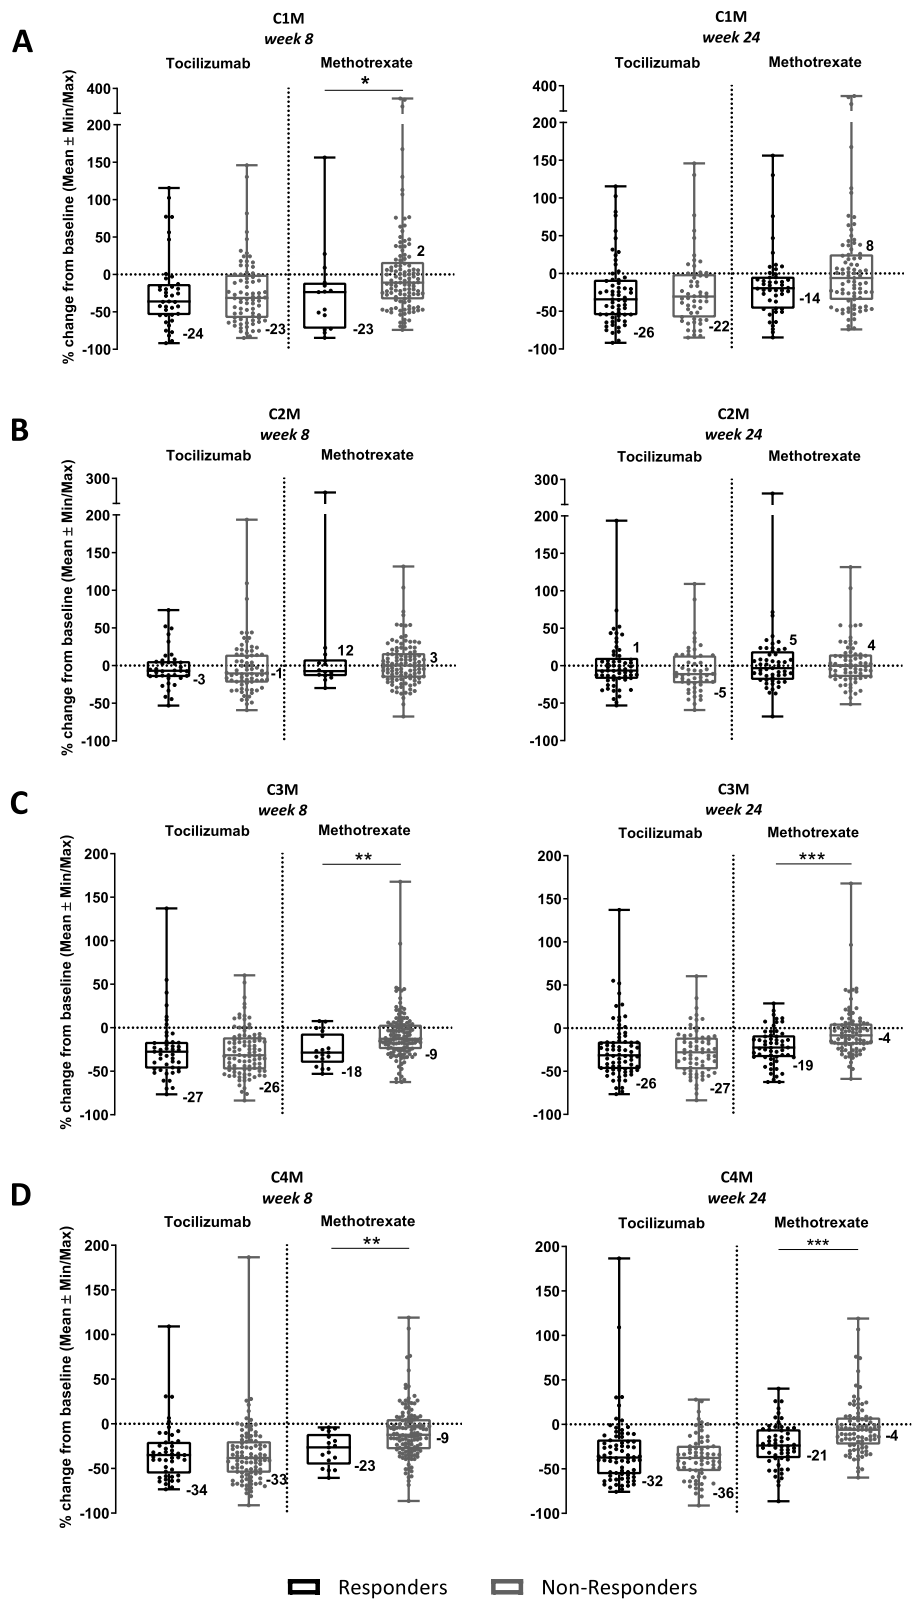 A
C1M
week 8
Tocilizumab
Methotrexate
*
% change from baseline (Mean ± Min/Max)
400
200
150
100
50
0
-50
-100
-24
-23
-23
2
C1M
week 24
Tocilizumab
Methotrexate
400
200
150
100
50
0
-50
-100
-26
-22
-14
8
B
C2M
week 8
Tocilizumab
Methotrexate
% change from baseline (Mean ± Min/Max)
300
200
150
100
50
0
-50
-100
-3
-1
12
3
C2M
week 24
Tocilizumab
Methotrexate
300
200
150
100
50
0
-50
-100
1
-5
5
4
C
C3M
week 8
Tocilizumab
Methotrexate
**
% change from baseline (Mean ± Min/Max)
200
150
100
50
0
-50
-100
-27
-26
-18
-9
C3M
week 24
Tocilizumab
Methotrexate
***
200
150
100
50
0
-50
-100
-26
-27
-19
-4
D
C4M
week 8
Tocilizumab
Methotrexate
**
% change from baseline (Mean ± Min/Max)
200
150
100
50
0
-50
-100
-34
-33
-23
-9
C4M
week 24
Tocilizumab
Methotrexate
***
200
150
100
50
0
-50
-100
-32
-36
-21
-4
Responders
Non-Responders